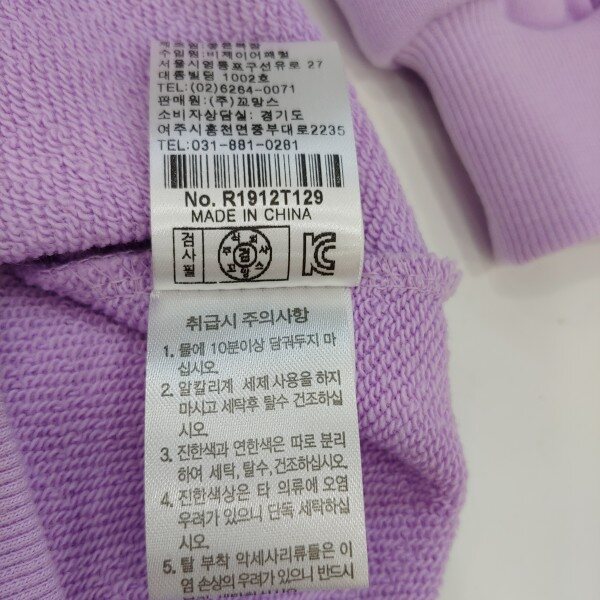 수입원: 비제이어패럴
서울시영등포구선유로 27
대룡빌딩 1002호
TEL:(02)6264-0071
판매원: (주)꼬망스
소비자상담실: 경기도
여주시흥천면중부대로2235
TEL:031-881-0281
No. R1912T129
MADE IN CHINA
검사필
검
꼬망스
취급시 주의사항
1. 물에 10분이상 담궈두지 마
십시오.
2. 알칼리계 세제 사용을 하지
마시고 세탁후 탈수 건조하십
시오.
3. 진한색과 연한색은 따로 분리
하여 세탁, 탈수,건조하십시오.
4. 진한색상은 타 의류에 오염
우려가 있으니 단독 세탁하십
시오.
5. 탈 부착 악세사리류들은 이
염 손상의 우려가 있으니 반드시